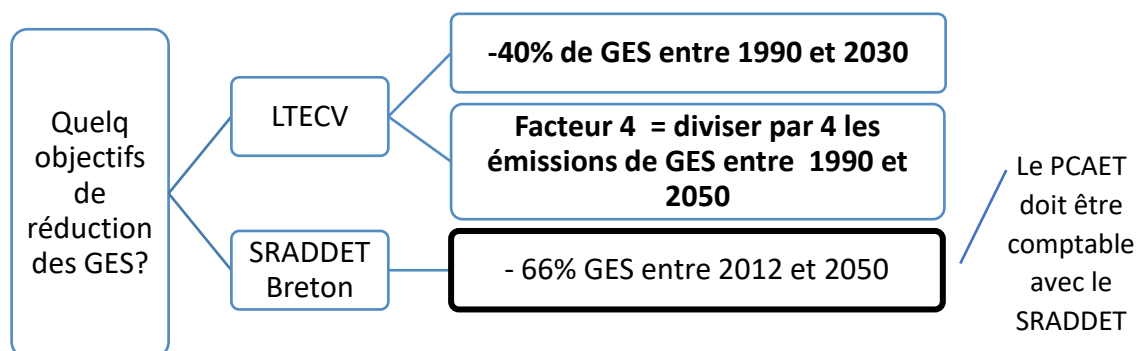 Quelq
objectifs
de
réduction
des GES?
LTECV
-40% de GES entre 1990 et 2030
Facteur 4 = diviser par 4 les
émissions de GES entre 1990 et
2050
SRADDET
Breton
- 66% GES entre 2012 et 2050
Le PCAET
doit être
comptable
avec le
SRADDET